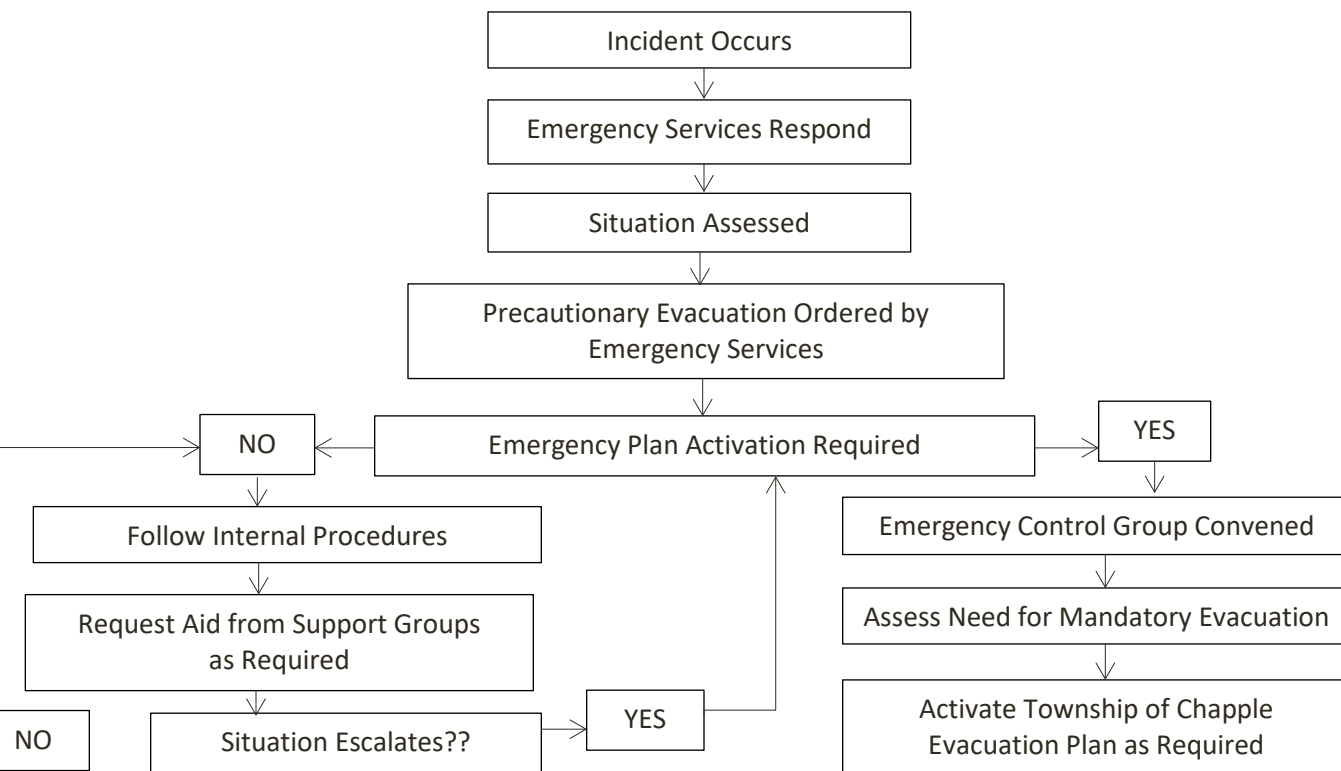 Incident Occurs
Emergency Services Respond
Situation Assessed
Precautionary Evacuation Ordered by
Emergency Services
NO
Emergency Plan Activation Required
YES
Follow Internal Procedures
Emergency Control Group Convened
Request Aid from Support Groups
as Required
Assess Need for Mandatory Evacuation
NO
Situation Escalates??
YES
Activate Township of Chapple
Evacuation Plan as Required